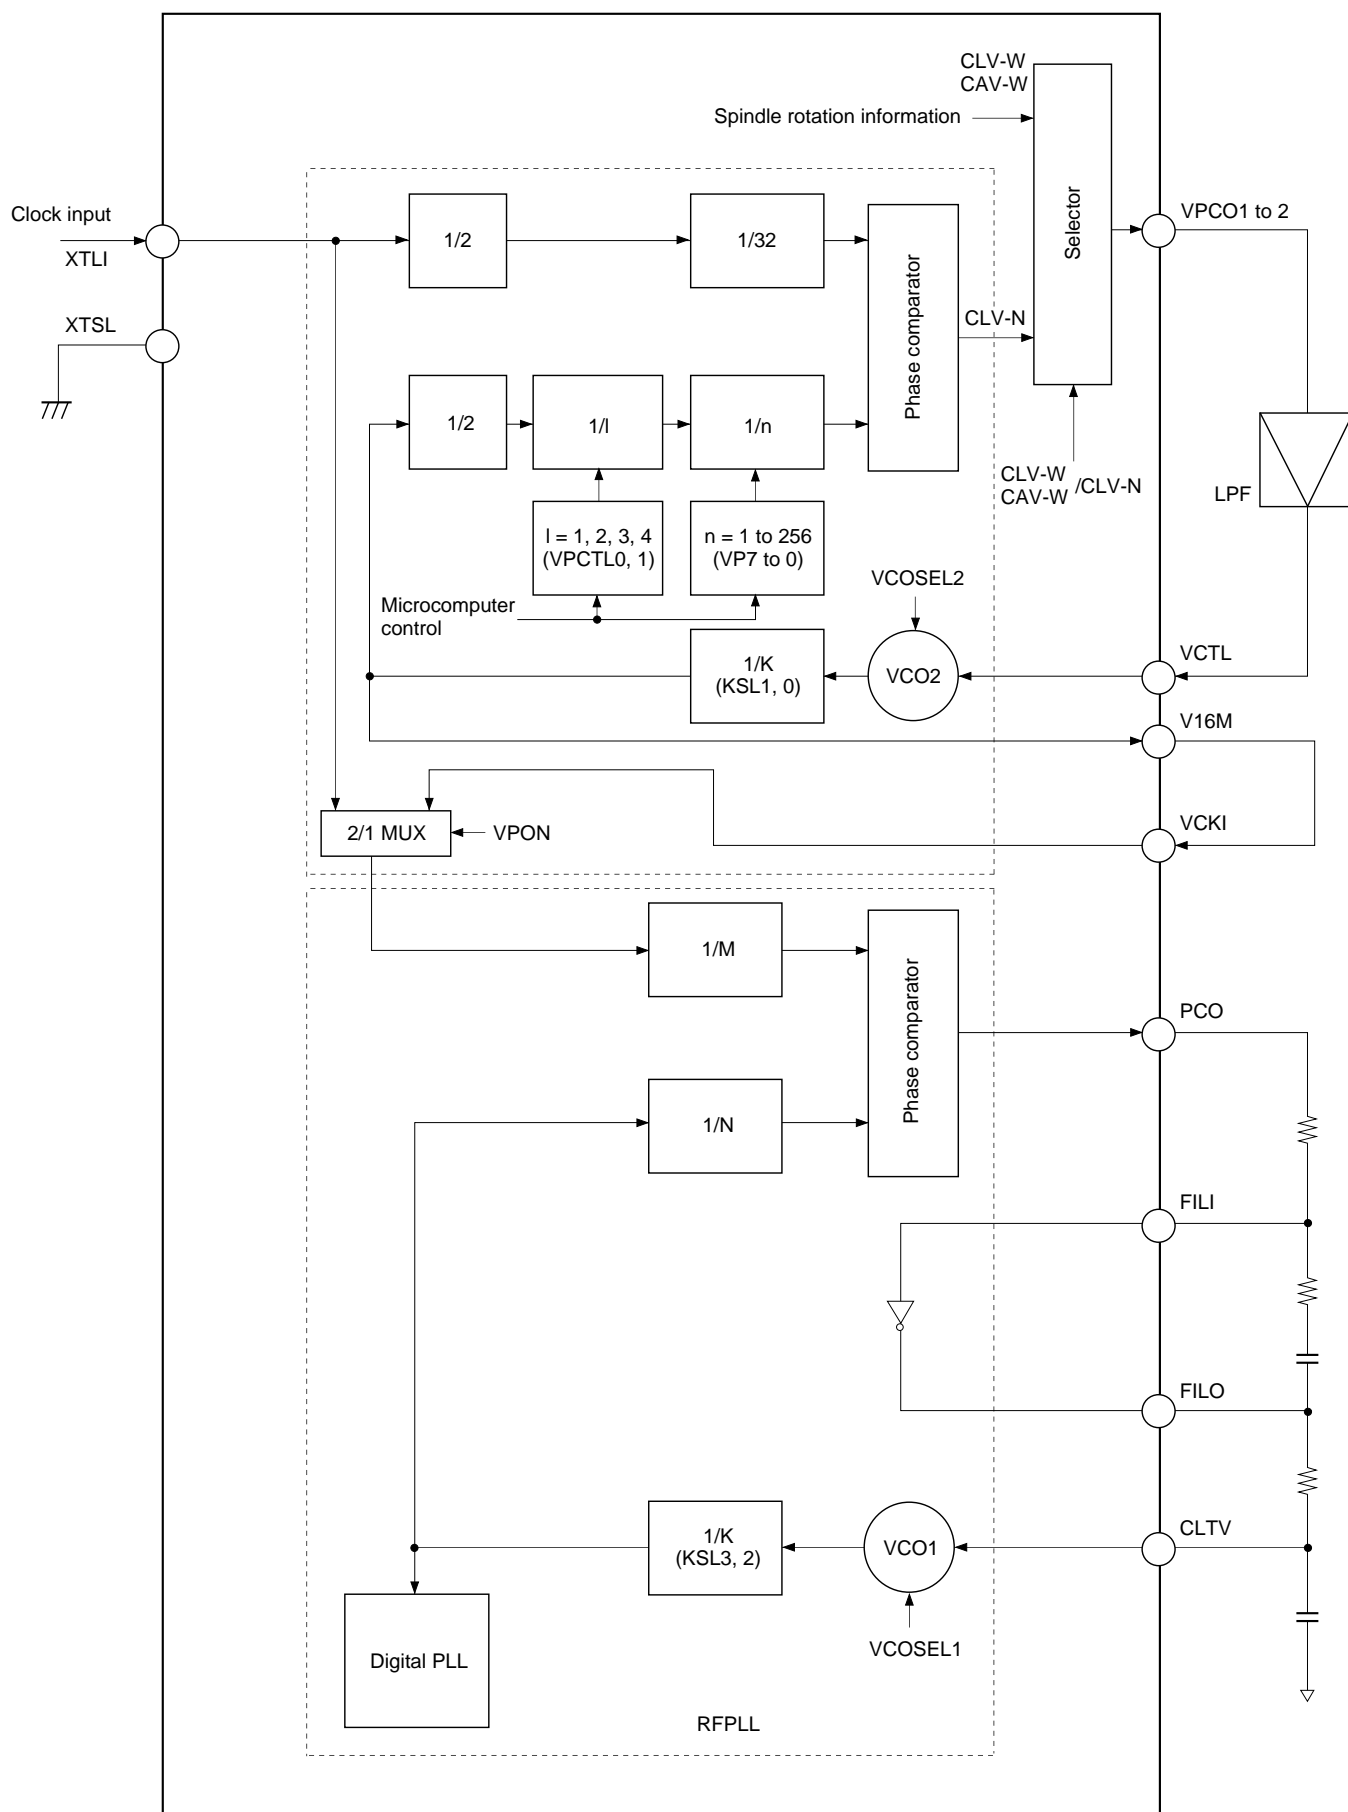 CLV-W
CAV-W
Spindle rotation information
Clock input
XTLI
XTSL
1/2
1/32
Phase comparator
Selector
VPCO1 to 2
CLV-N
1/2
1/l
1/n
CLV-W
CAV-W
/CLV-N
LPF
l = 1, 2, 3, 4
(VPCTL0, 1)
n = 1 to 256
(VP7 to 0)
Microcomputer
control
VCOSEL2
1/K
(KSL1, 0)
VCO2
VCTL
V16M
2/1 MUX
VPON
VCKI
1/M
Phase comparator
PCO
1/N
FILI
FILO
1/K
(KSL3, 2)
VCO1
CLTV
VCOSEL1
Digital PLL
RFPLL